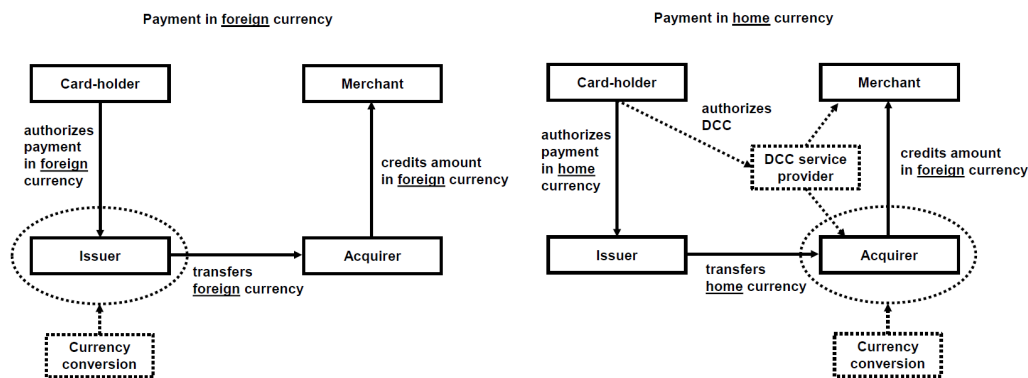 Payment in foreign currency
Card-holder
Merchant
authorizes
payment
in foreign
currency
credits amount
in foreign currency
Issuer
Acquirer
transfers
foreign currency
Currency
conversion
Payment in home currency
Card-holder
Merchant
authorizes
DCC
authorizes
payment
in home
currency
DCC service
provider
credits amount
in foreign currency
Issuer
Acquirer
transfers
home currency
Currency
conversion